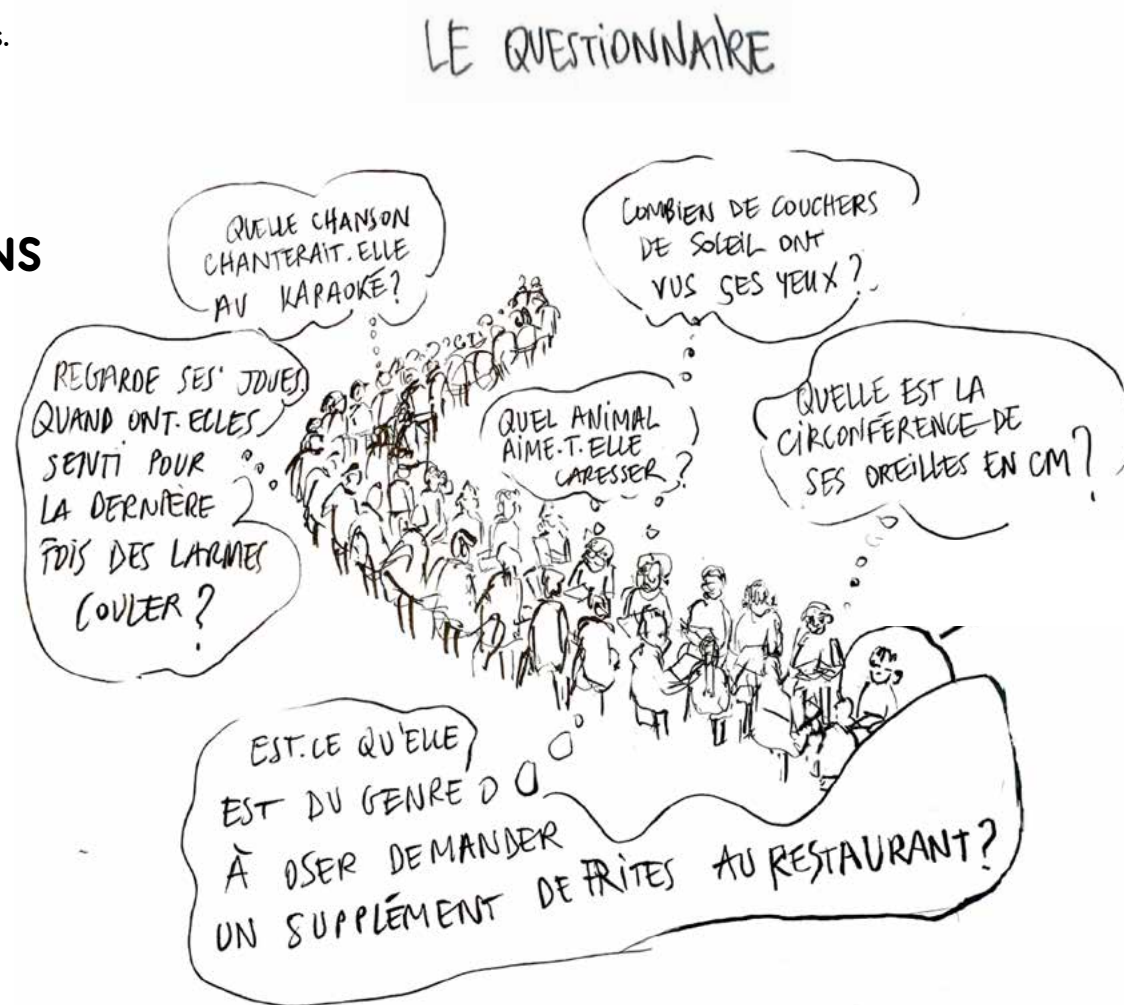 s.
LE QUESTIONNAIRE
NS
QUELLE CHANSON
CHANTERAIT.ELLE
AU KARAOKÉ?
COMBIEN DE COUCHERS
DE SOLEIL ONT
VUS SES YEUX?
REGARDE SES JOUES.
QUAND ONT.ELLES
SENTI POUR
LA DERNIÈRE
FOIS DES LARMES
COULER?
QUEL ANIMAL
AIME.T.ELLE
CARESSER?
QUELLE EST LA
CIRCONFÉRENCE DE
SES OREILLES EN CM?
EST.CE QU'ELLE
EST DU GENRE
À OSER DEMANDER
UN SUPPLÉMENT DE FRITES AU RESTAURANT?